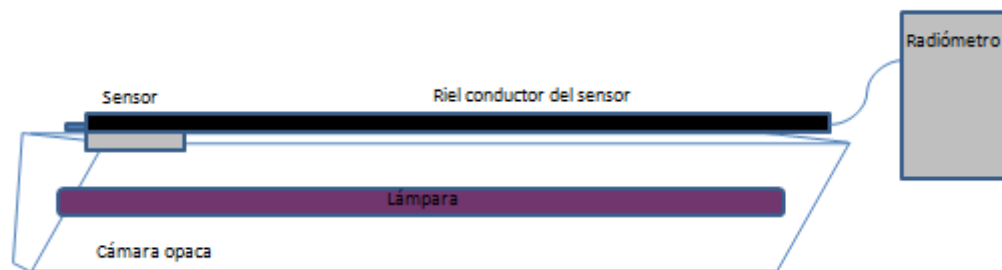 Radiómetro
Sensor
Riel conductor del sensor
Lámpara
Cámara opaca